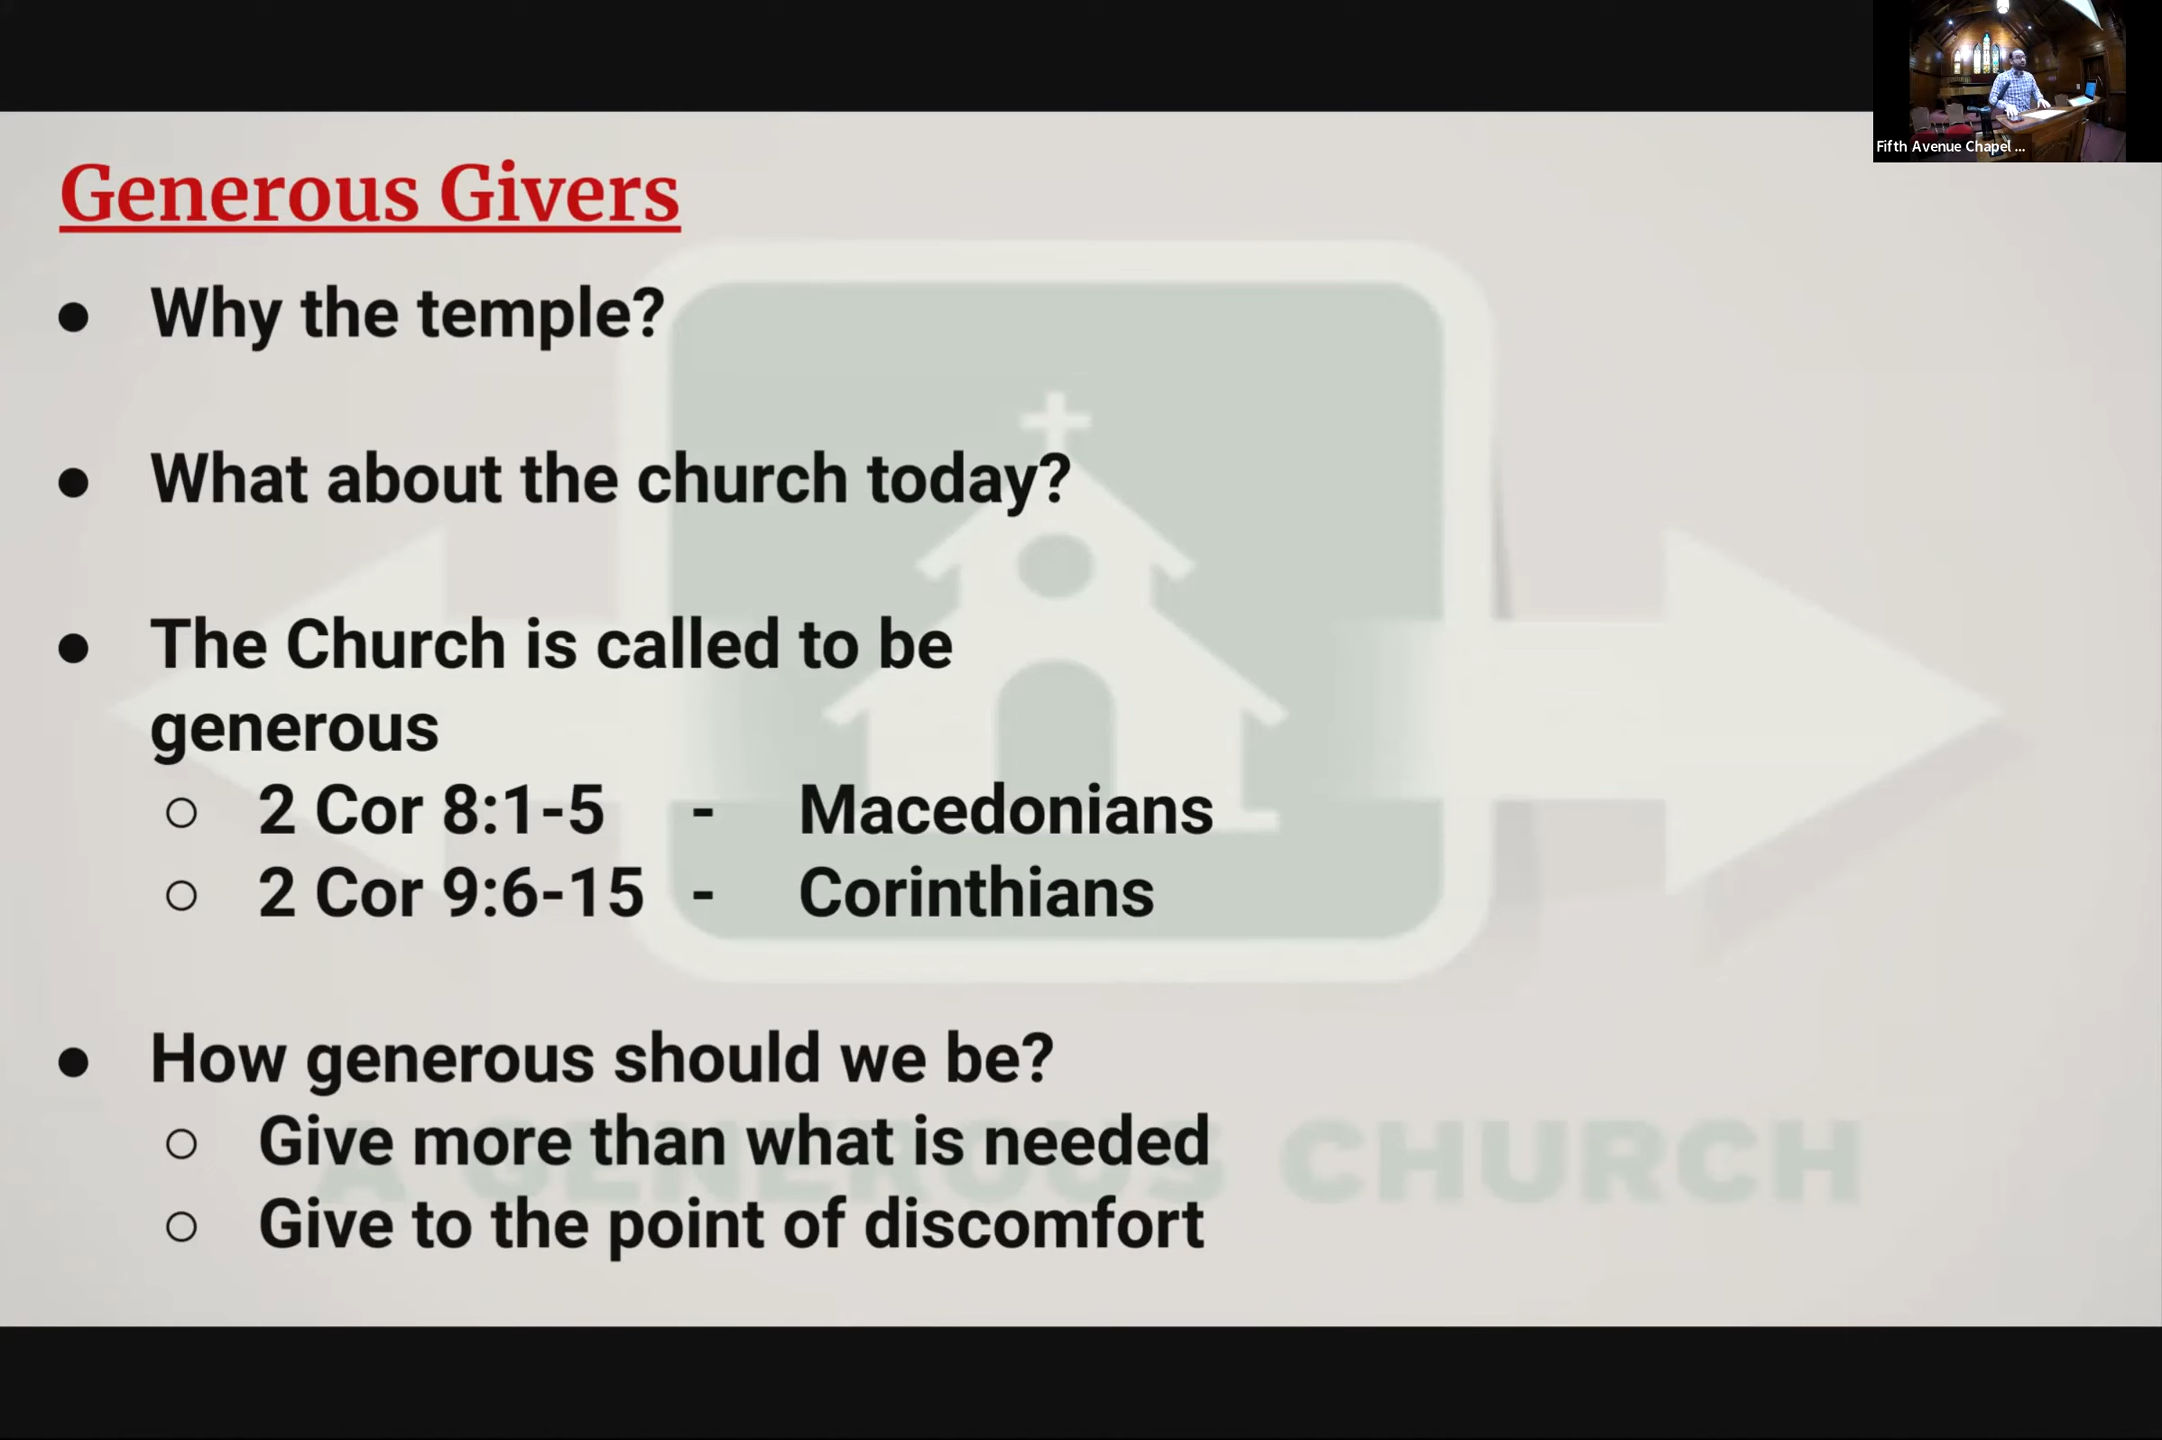 Generous Givers
● Why the temple?
● What about the church today?
● The Church is called to be
generous
○ 2 Cor 8:1-5 - Macedonians
○ 2 Cor 9:6-15 - Corinthians
● How generous should we be?
○ Give more than what is needed
○ Give to the point of discomfort
A GENEROUS CHURCH
Fifth Avenue Chapel ...